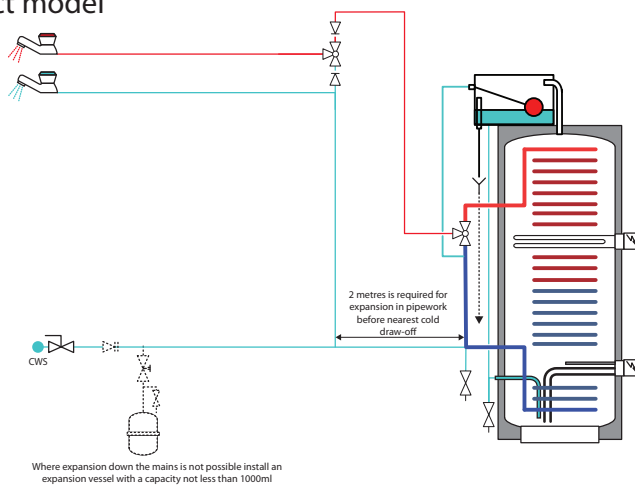 ct model
2 metres is required for
expansion in pipework
before nearest cold
draw-off
CWS
Where expansion down the mains is not possible install an
expansion vessel with a capacity not less than 1000ml